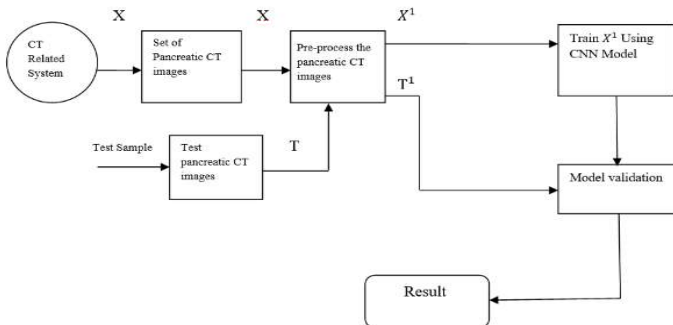 X
X
X¹
CT
Related
System
Set of
Pancreatic CT
images
Pre-process the
pancreatic CT
images
Train X¹ Using
CNN Model
T¹
Test Sample
Test
pancreatic CT
images
T
Model validation
Result